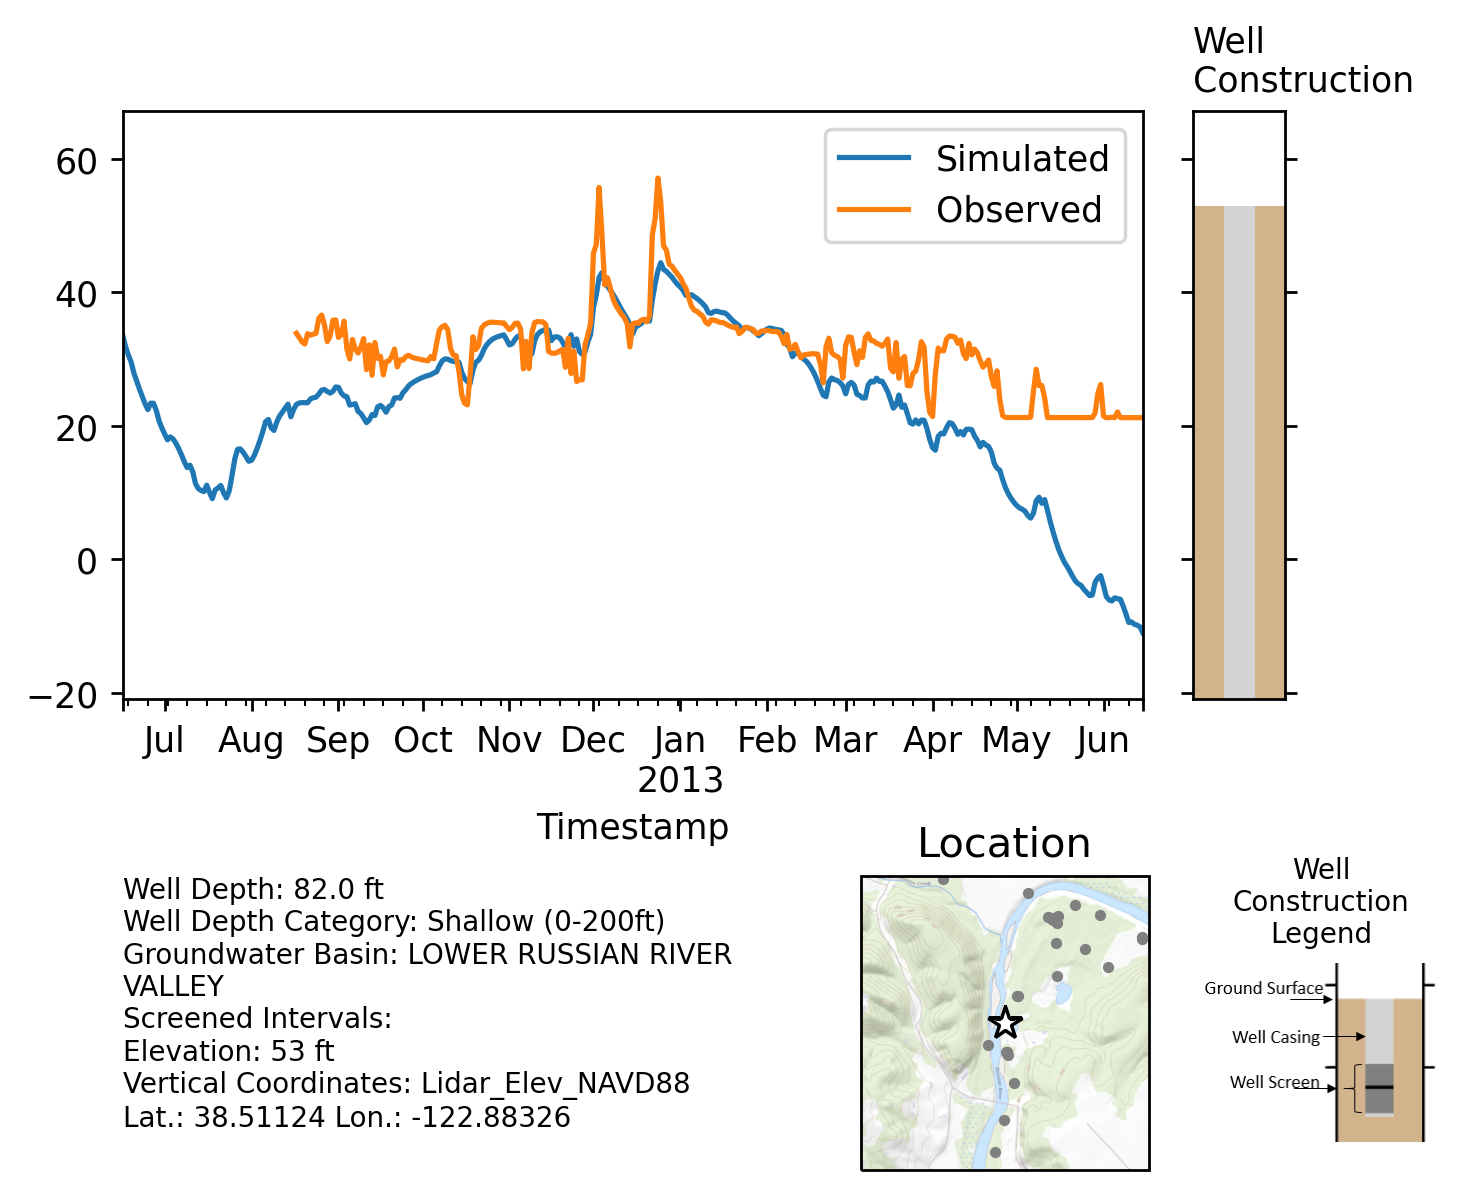 Well
Construction
60
40
20
0
−20
Simulated
Observed
Jul Aug Sep Oct Nov Dec Jan Feb Mar Apr May Jun
2013
Timestamp
Well Depth: 82.0 ft
Well Depth Category: Shallow (0-200ft)
Groundwater Basin: LOWER RUSSIAN RIVER
VALLEY
Screened Intervals:
Elevation: 53 ft
Vertical Coordinates: Lidar_Elev_NAVD88
Lat.: 38.51124 Lon.: -122.88326
Location
Well
Construction
Legend
Ground Surface
Well Casing
Well Screen